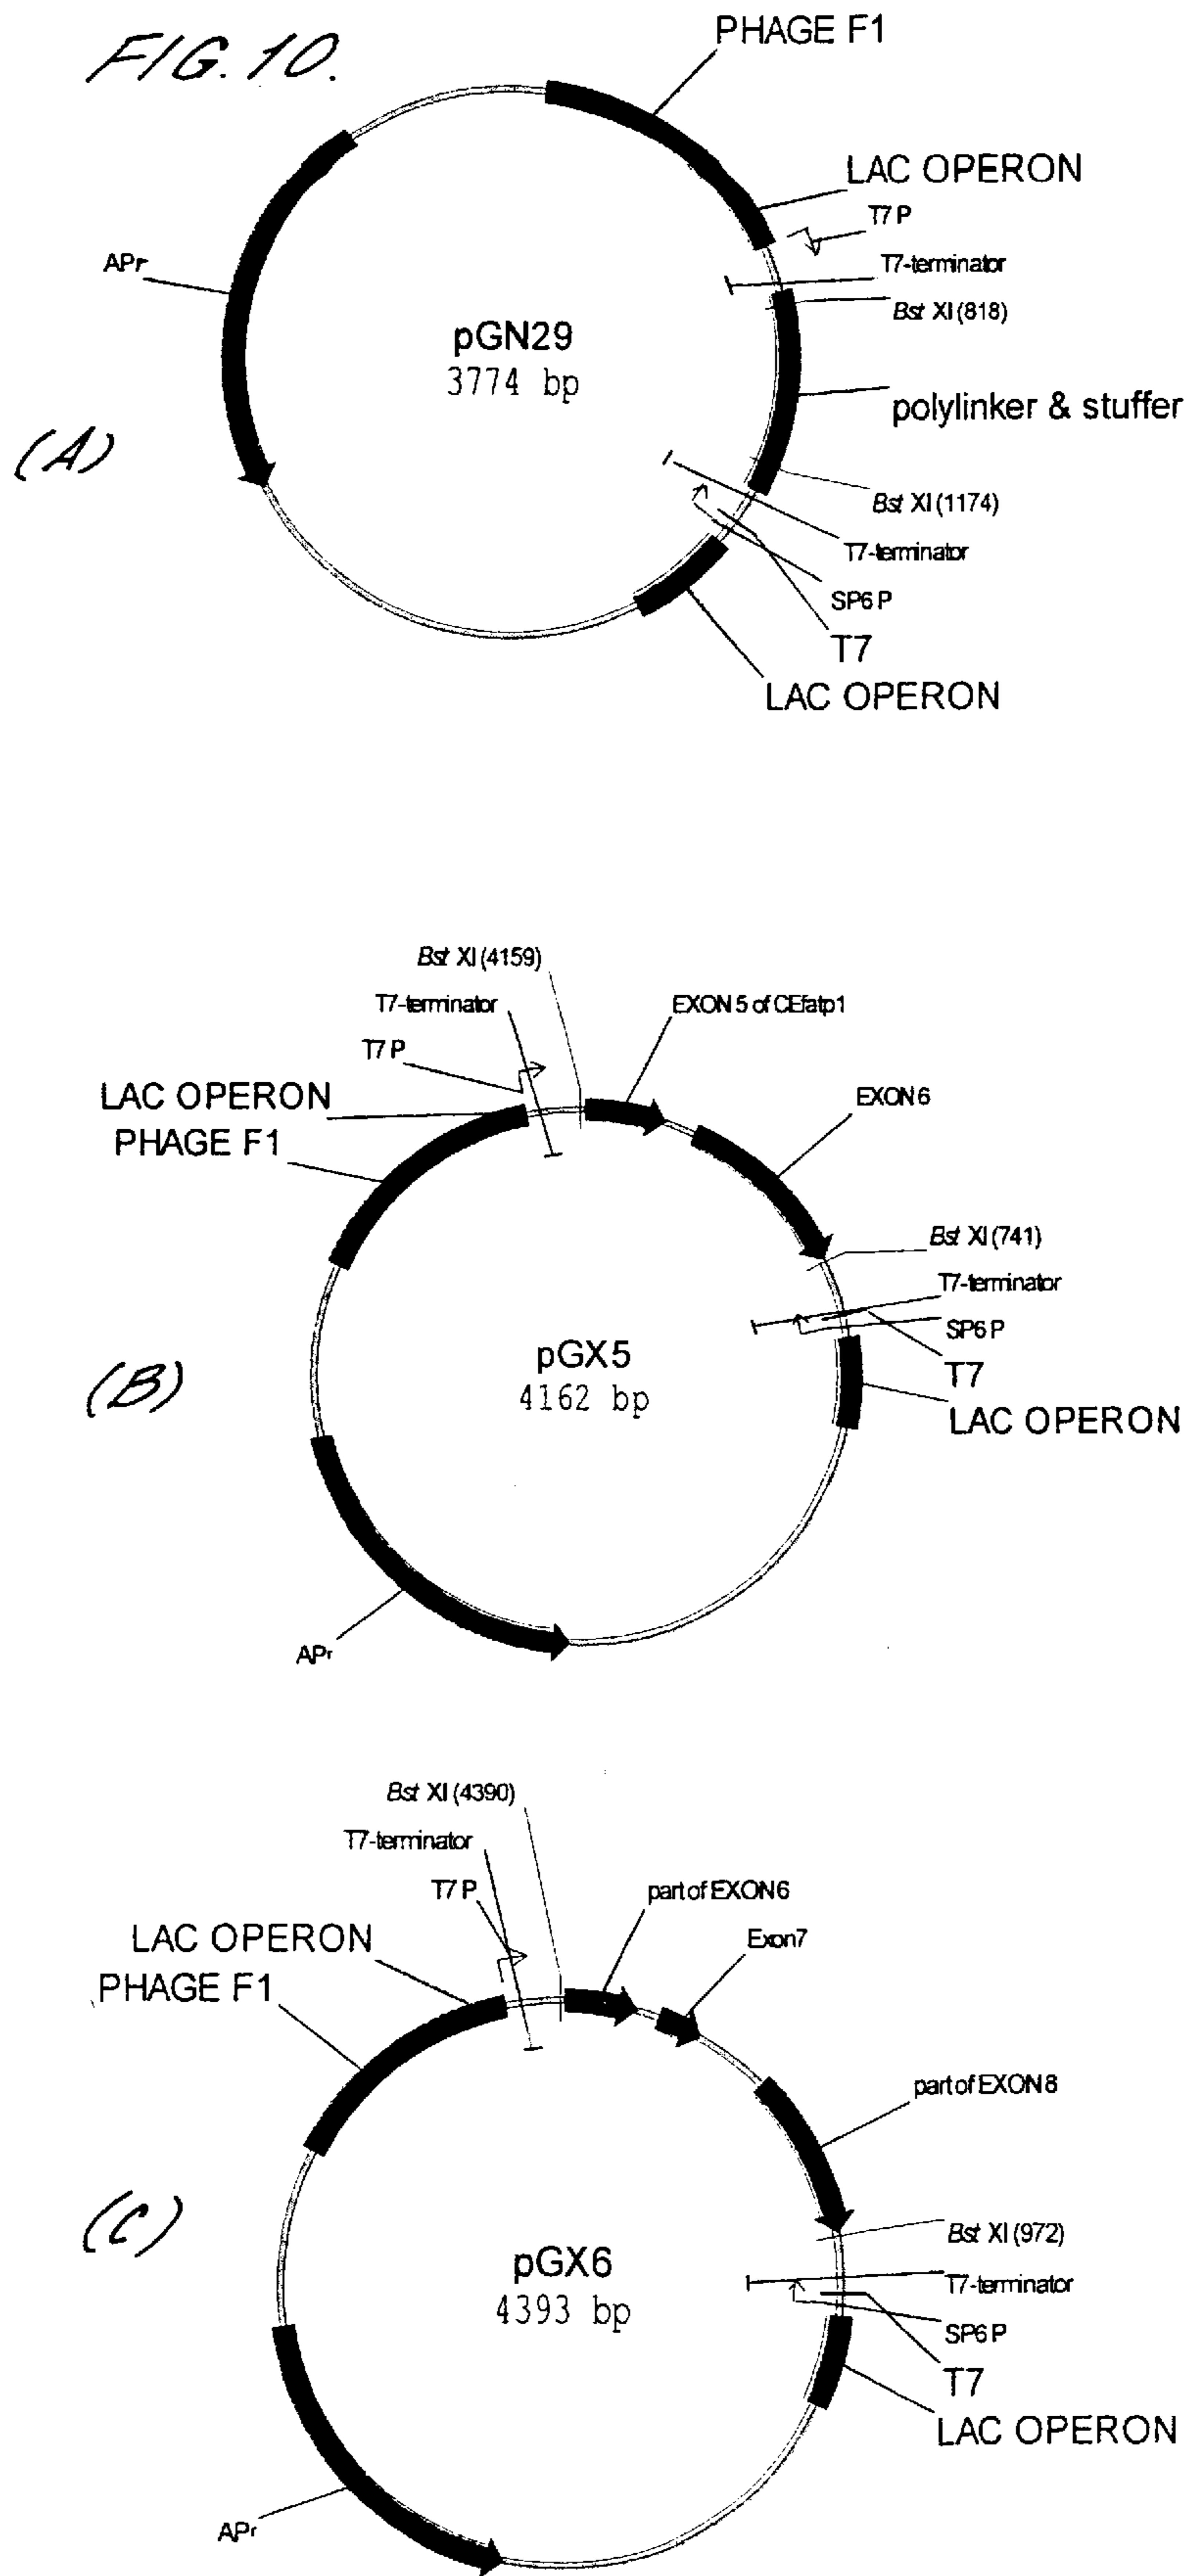 FIG. 10.
PHAGE F1
LAC OPERON
T7 P
T7-terminator
Bst XI (818)
APr
pGN29
3774 bp
polylinker & stuffer
(A)
Bst XI (1174)
T7-terminator
SP6 P
T7
LAC OPERON
Bst XI (4159)
T7-terminator
EXON 5 of CEfatp1
T7 P
LAC OPERON
PHAGE F1
EXON 6
Bst XI (741)
T7-terminator
SP6 P
T7
LAC OPERON
pGX5
4162 bp
(B)
APr
Bst XI (4390)
T7-terminator
T7 P
part of EXON 6
Exon7
LAC OPERON
PHAGE F1
part of EXON 8
(C)
Bst XI (972)
T7-terminator
SP6 P
T7
LAC OPERON
pGX6
4393 bp
APr